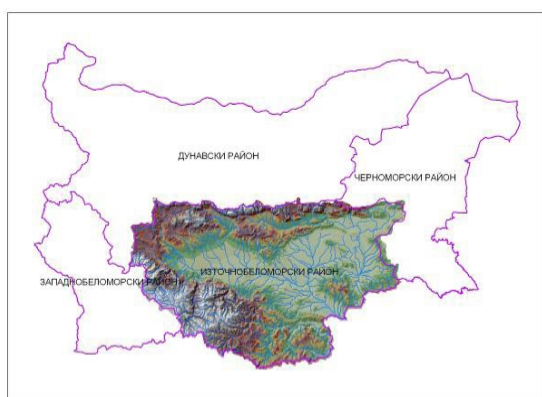 ДУНАВСКИ РАЙОН
ЧЕРНОМОРСКИ РАЙОН
ИЗТОЧНОБЕЛОМОРСКИ РАЙОН
ЗАПАДНОБЕЛОМОРСКИ РАЙОН